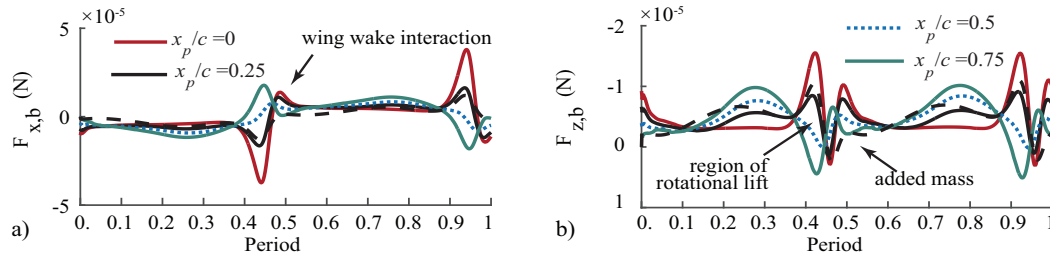 ×10⁻⁵
5
0
-5
F x,b (N)
x_p/c =0
x_p/c =0.25
wing wake interaction
0. 0.1 0.2 0.3 0.4 0.5 0.6 0.7 0.8 0.9 1
Period
a)
×10⁻⁵
-2
-1
0
1
F z,b (N)
x_p/c =0.5
x_p/c =0.75
region of
rotational lift
added mass
0. 0.1 0.2 0.3 0.4 0.5 0.6 0.7 0.8 0.9 1
Period
b)